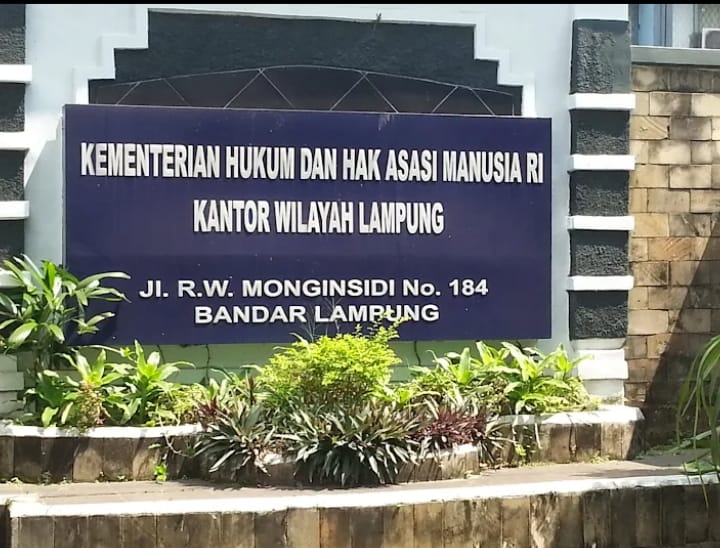 KEMENTERIAN HUKUM DAN HAK ASASI MANUSIA RI
KANTOR WILAYAH LAMPUNG
Jl. R.W. MONGINSIDI No. 184
BANDAR LAMPUNG